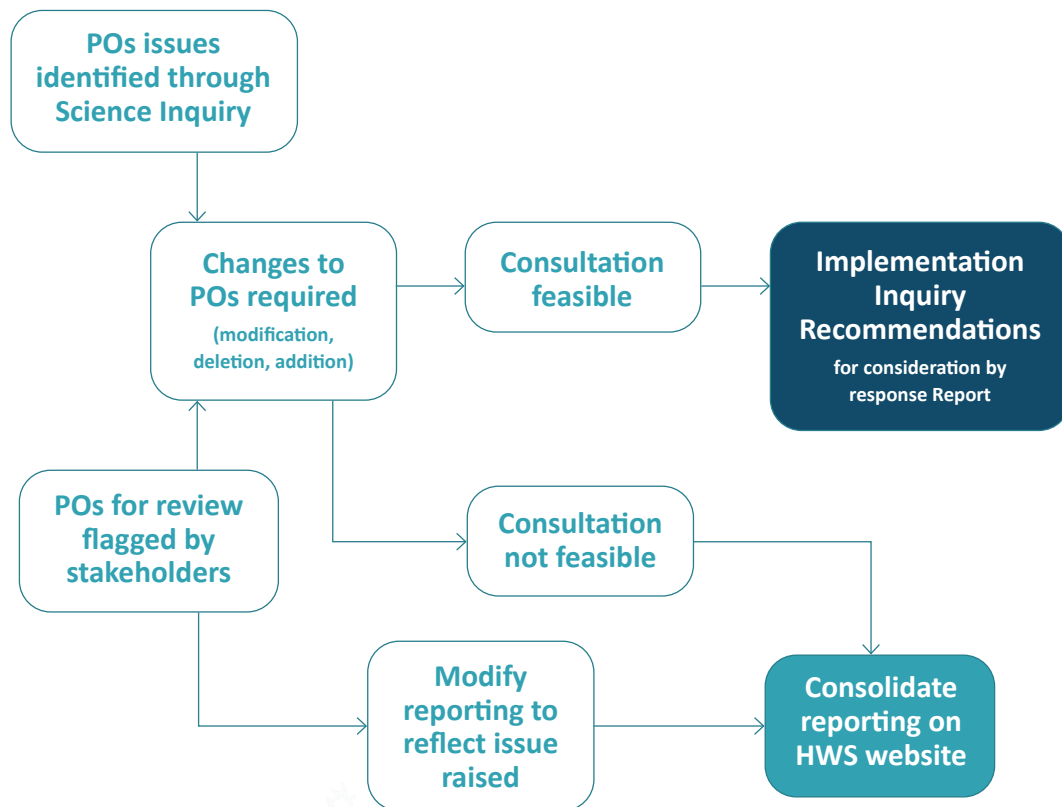 POs issues
identified through
Science Inquiry
Changes to
POs required
(modification,
deletion, addition)
Consultation
feasible
Implementation
Inquiry
Recommendations
for consideration by
response Report
POs for review
flagged by
stakeholders
Consultation
not feasible
Modify
reporting to
reflect issue
raised
Consolidate
reporting on
HWS website